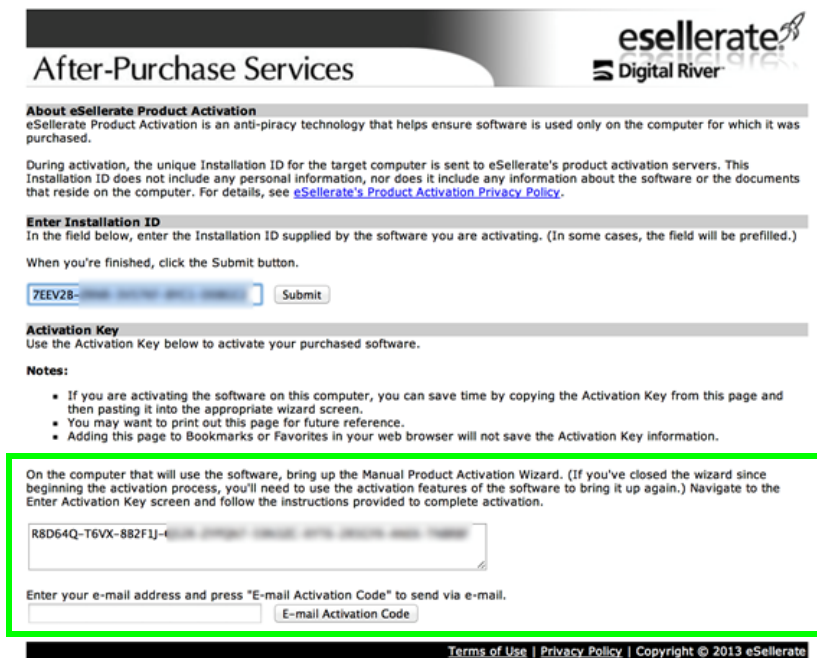 After-Purchase Services
esellerate
Digital River
About eSellerate Product Activation
eSellerate Product Activation is an anti-piracy technology that helps ensure software is used only on the computer for which it was
purchased.
During activation, the unique Installation ID for the target computer is sent to eSellerate's product activation servers. This
Installation ID does not include any personal information, nor does it include any information about the software or the documents
that reside on the computer. For details, see eSellerate's Product Activation Privacy Policy.
Enter Installation ID
In the field below, enter the Installation ID supplied by the software you are activating. (In some cases, the field will be prefilled.)
When you're finished, click the Submit button.
7EEV28- Submit
Activation Key
Use the Activation Key below to activate your purchased software.
Notes:
▪ If you are activating the software on this computer, you can save time by copying the Activation Key from this page and
then pasting it into the appropriate wizard screen.
▪ You may want to print out this page for future reference.
▪ Adding this page to Bookmarks or Favorites in your web browser will not save the Activation Key information.
On the computer that will use the software, bring up the Manual Product Activation Wizard. (If you've closed the wizard since
beginning the activation process, you'll need to use the activation features of the software to bring it up again.) Navigate to the
Enter Activation Key screen and follow the instructions provided to complete activation.
R8D64Q-T6VX-882F1J-
Enter your e-mail address and press "E-mail Activation Code" to send via e-mail.
E-mail Activation Code
Terms of Use | Privacy Policy | Copyright © 2013 eSellerate